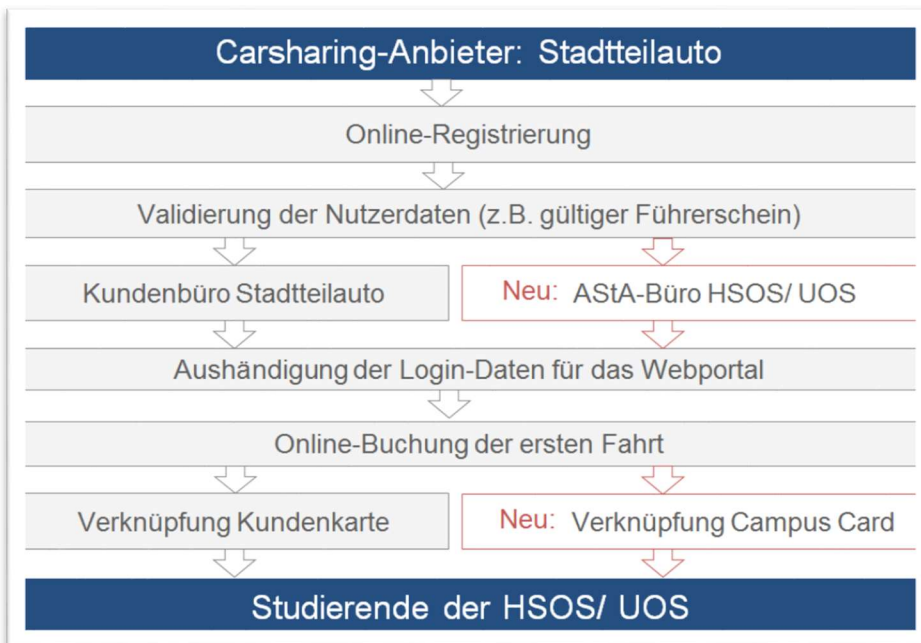 Carsharing-Anbieter: Stadtteilauto
Online-Registrierung
Validierung der Nutzerdaten (z.B. gültiger Führerschein)
Kundenbüro Stadtteilauto
Neu: AStA-Büro HSOS/ UOS
Aushändigung der Login-Daten für das Webportal
Online-Buchung der ersten Fahrt
Verknüpfung Kundenkarte
Neu: Verknüpfung Campus Card
Studierende der HSOS/ UOS